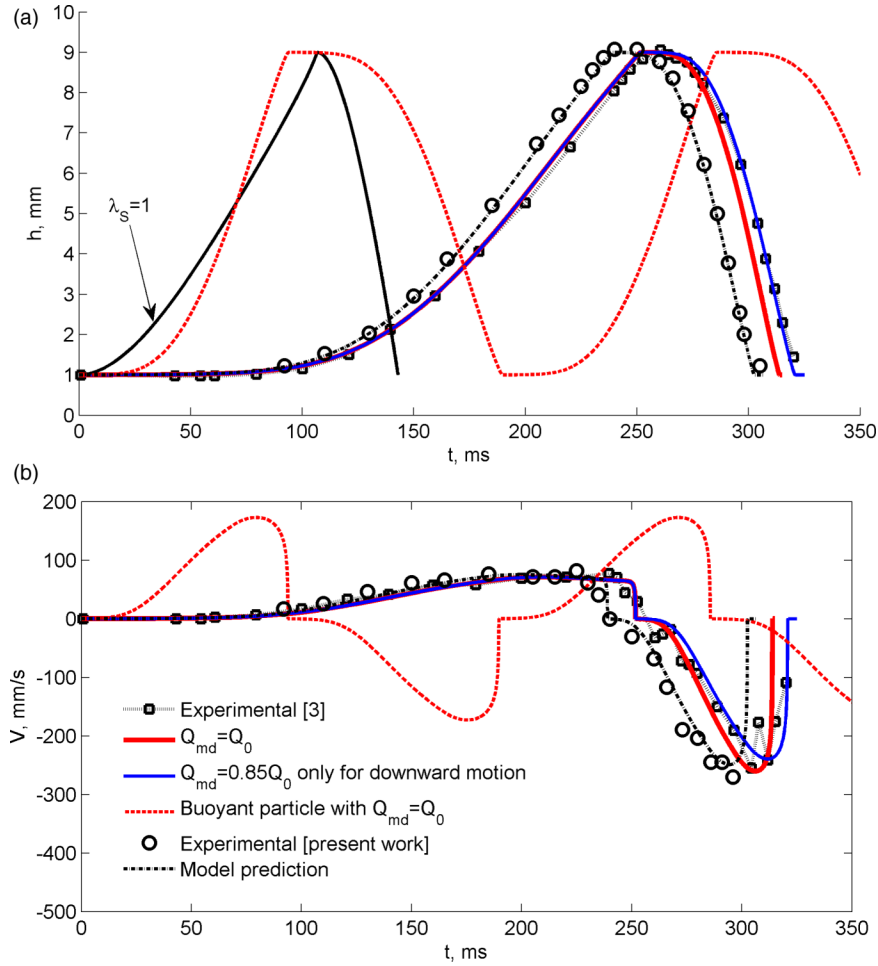 (a)
10
9
8
7
6
5
4
3
2
1
0
h, mm
λS=1
0 50 100 150 200 250 300 350
t, ms
(b)
200
100
0
-100
-200
-300
-400
-500
V, mm/s
Experimental [3]
Qmd=Q0
Qmd=0.85Q0 only for downward motion
Buoyant particle with Qmd=Q0
Experimental [present work]
Model prediction
0 50 100 150 200 250 300 350
t, ms